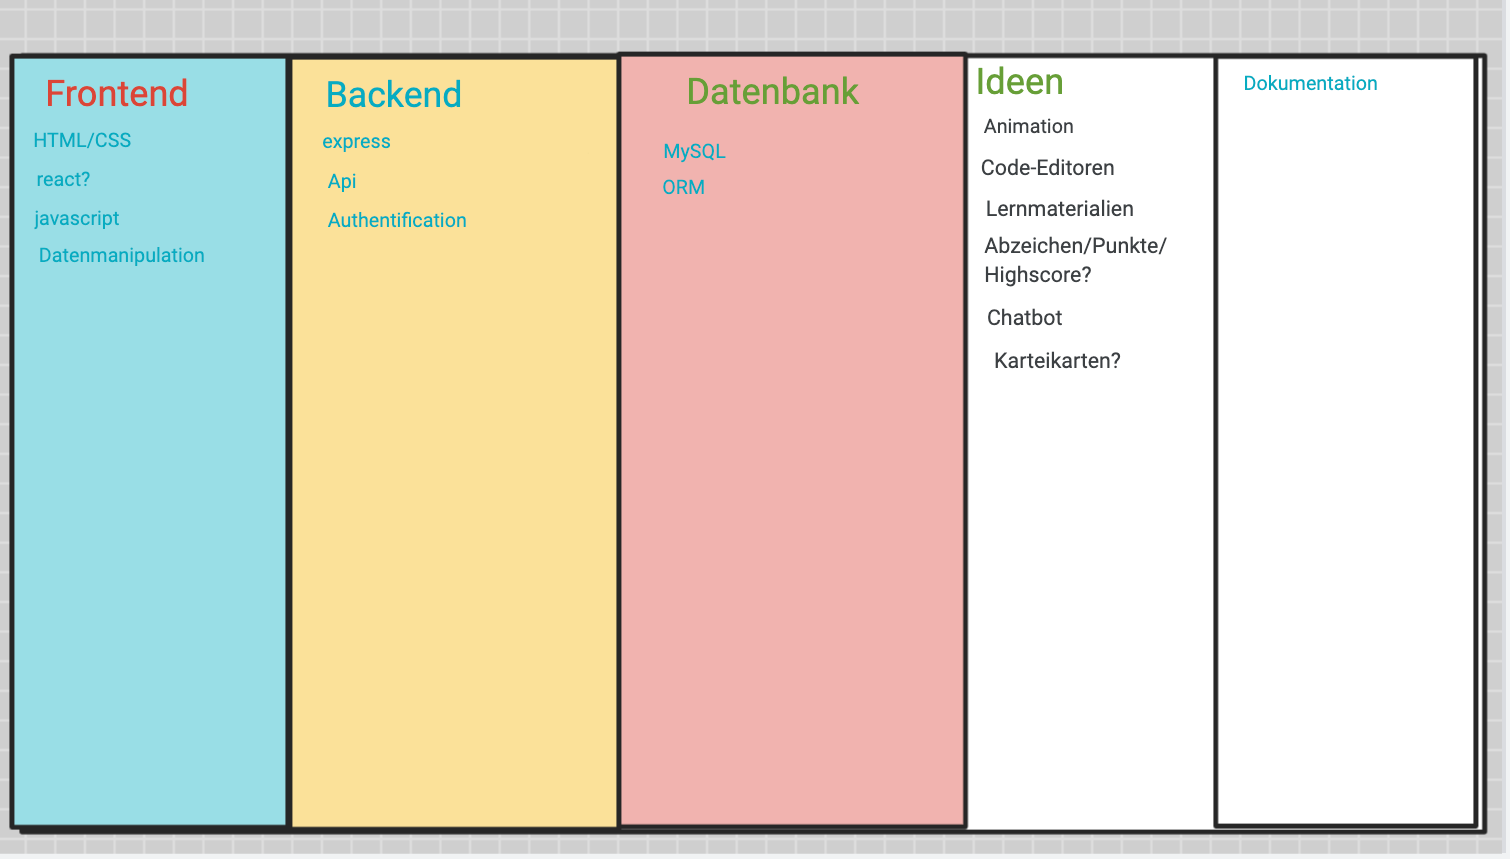 Frontend
HTML/CSS
react?
javascript
Datenmanipulation
Backend
express
Api
Authentification
Datenbank
MySQL
ORM
Ideen
Animation
Code-Editoren
Lernmaterialien
Abzeichen/Punkte/
Highscore?
Chatbot
Karteikarten?
Dokumentation